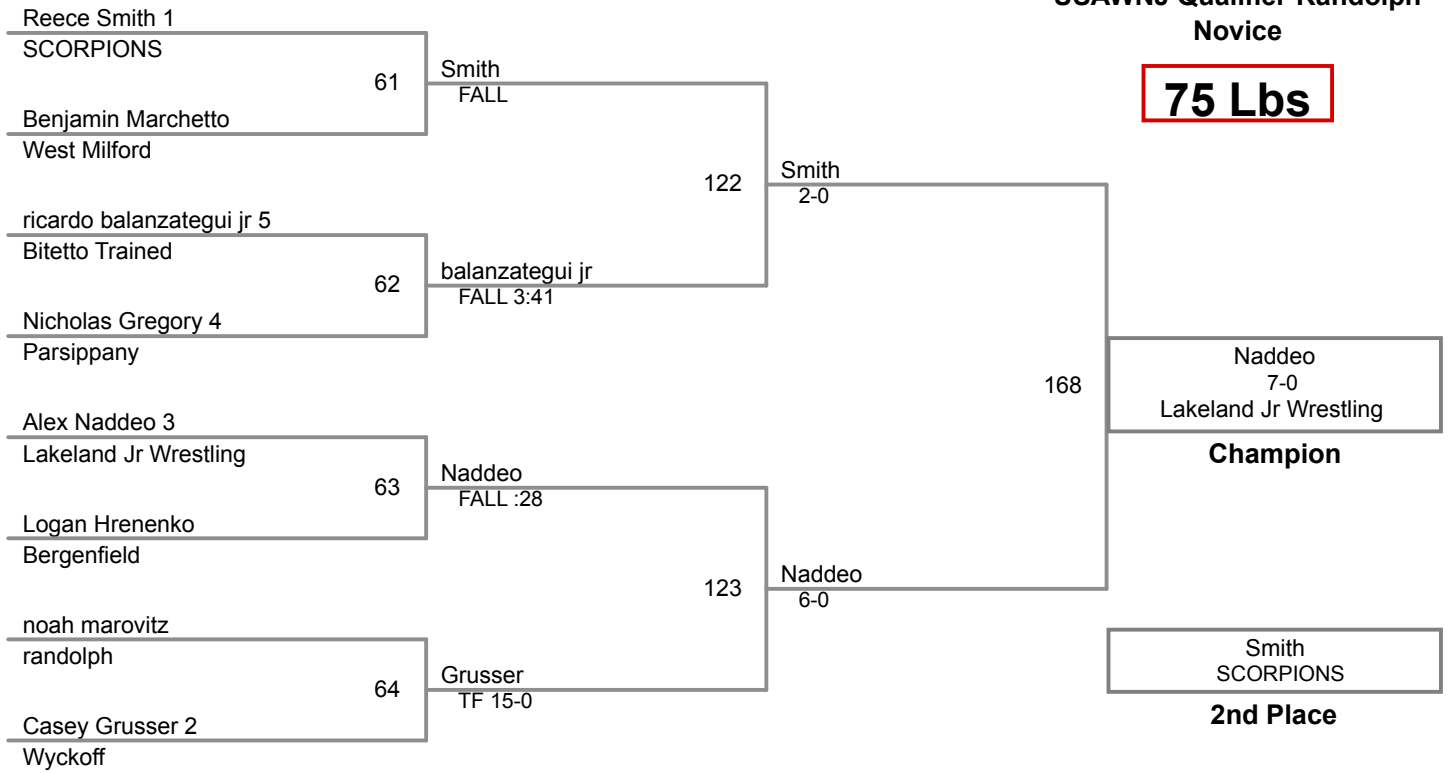 USAWNJ Qualifier Randolph
Novice
75 Lbs
Reece Smith 1
SCORPIONS
61
Smith
FALL
Benjamin Marchetto
West Milford
122
Smith
2-0
ricardo balanzategui jr 5
Bitetto Trained
62
balanzategui jr
FALL 3:41
Nicholas Gregory 4
Parsippany
168
Naddeo
7-0
Lakeland Jr Wrestling
Champion
Alex Naddeo 3
Lakeland Jr Wrestling
63
Naddeo
FALL :28
Logan Hrenenko
Bergenfield
123
Naddeo
6-0
noah marovitz
randolph
64
Grusser
TF 15-0
Casey Grusser 2
Wyckoff
Smith
SCORPIONS
2nd Place